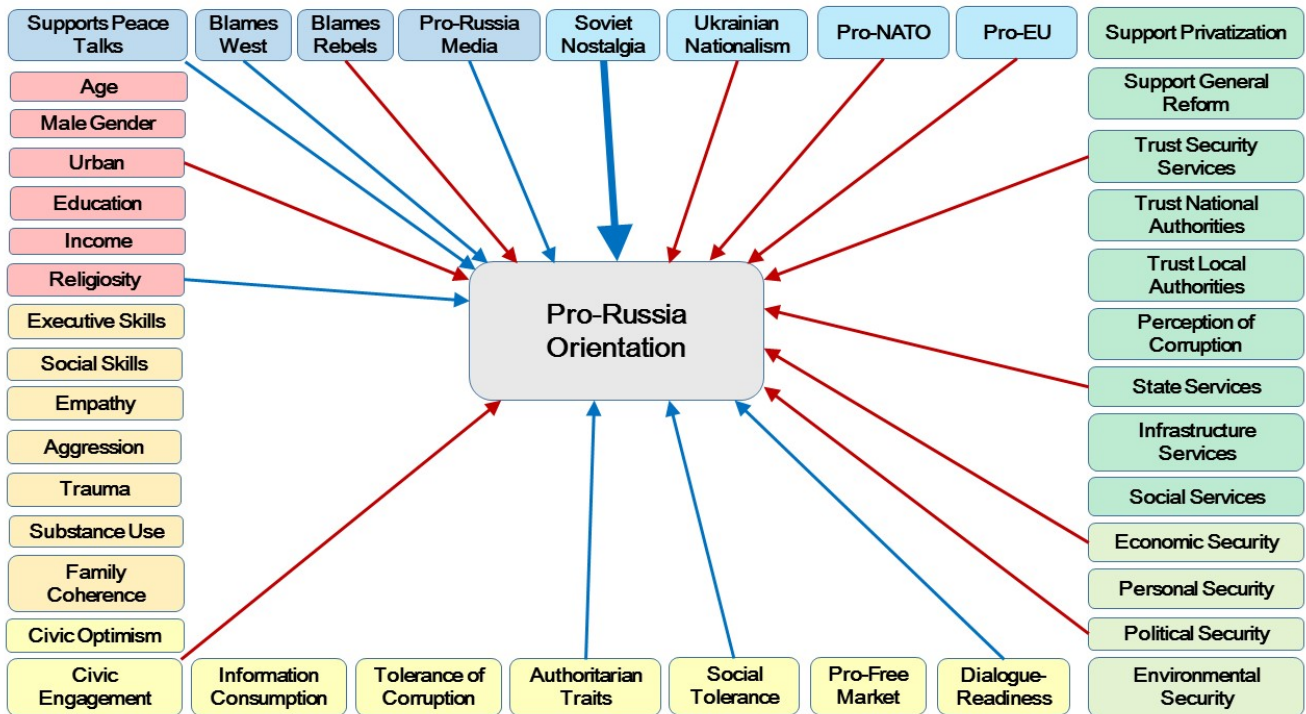 Supports Peace
Talks
Blames
West
Blames
Rebels
Pro-Russia
Media
Soviet
Nostalgia
Ukrainian
Nationalism
Pro-NATO
Pro-EU
Support Privatization
Age
Male Gender
Urban
Education
Income
Religiosity
Executive Skills
Social Skills
Empathy
Aggression
Trauma
Substance Use
Family
Coherence
Civic Optimism
Civic
Engagement
Pro-Russia
Orientation
Support General
Reform
Trust Security
Services
Trust National
Authorities
Trust Local
Authorities
Perception of
Corruption
State Services
Infrastructure
Services
Social Services
Economic Security
Personal Security
Political Security
Environmental
Security
Information
Consumption
Tolerance of
Corruption
Authoritarian
Traits
Social
Tolerance
Pro-Free
Market
Dialogue-
Readiness